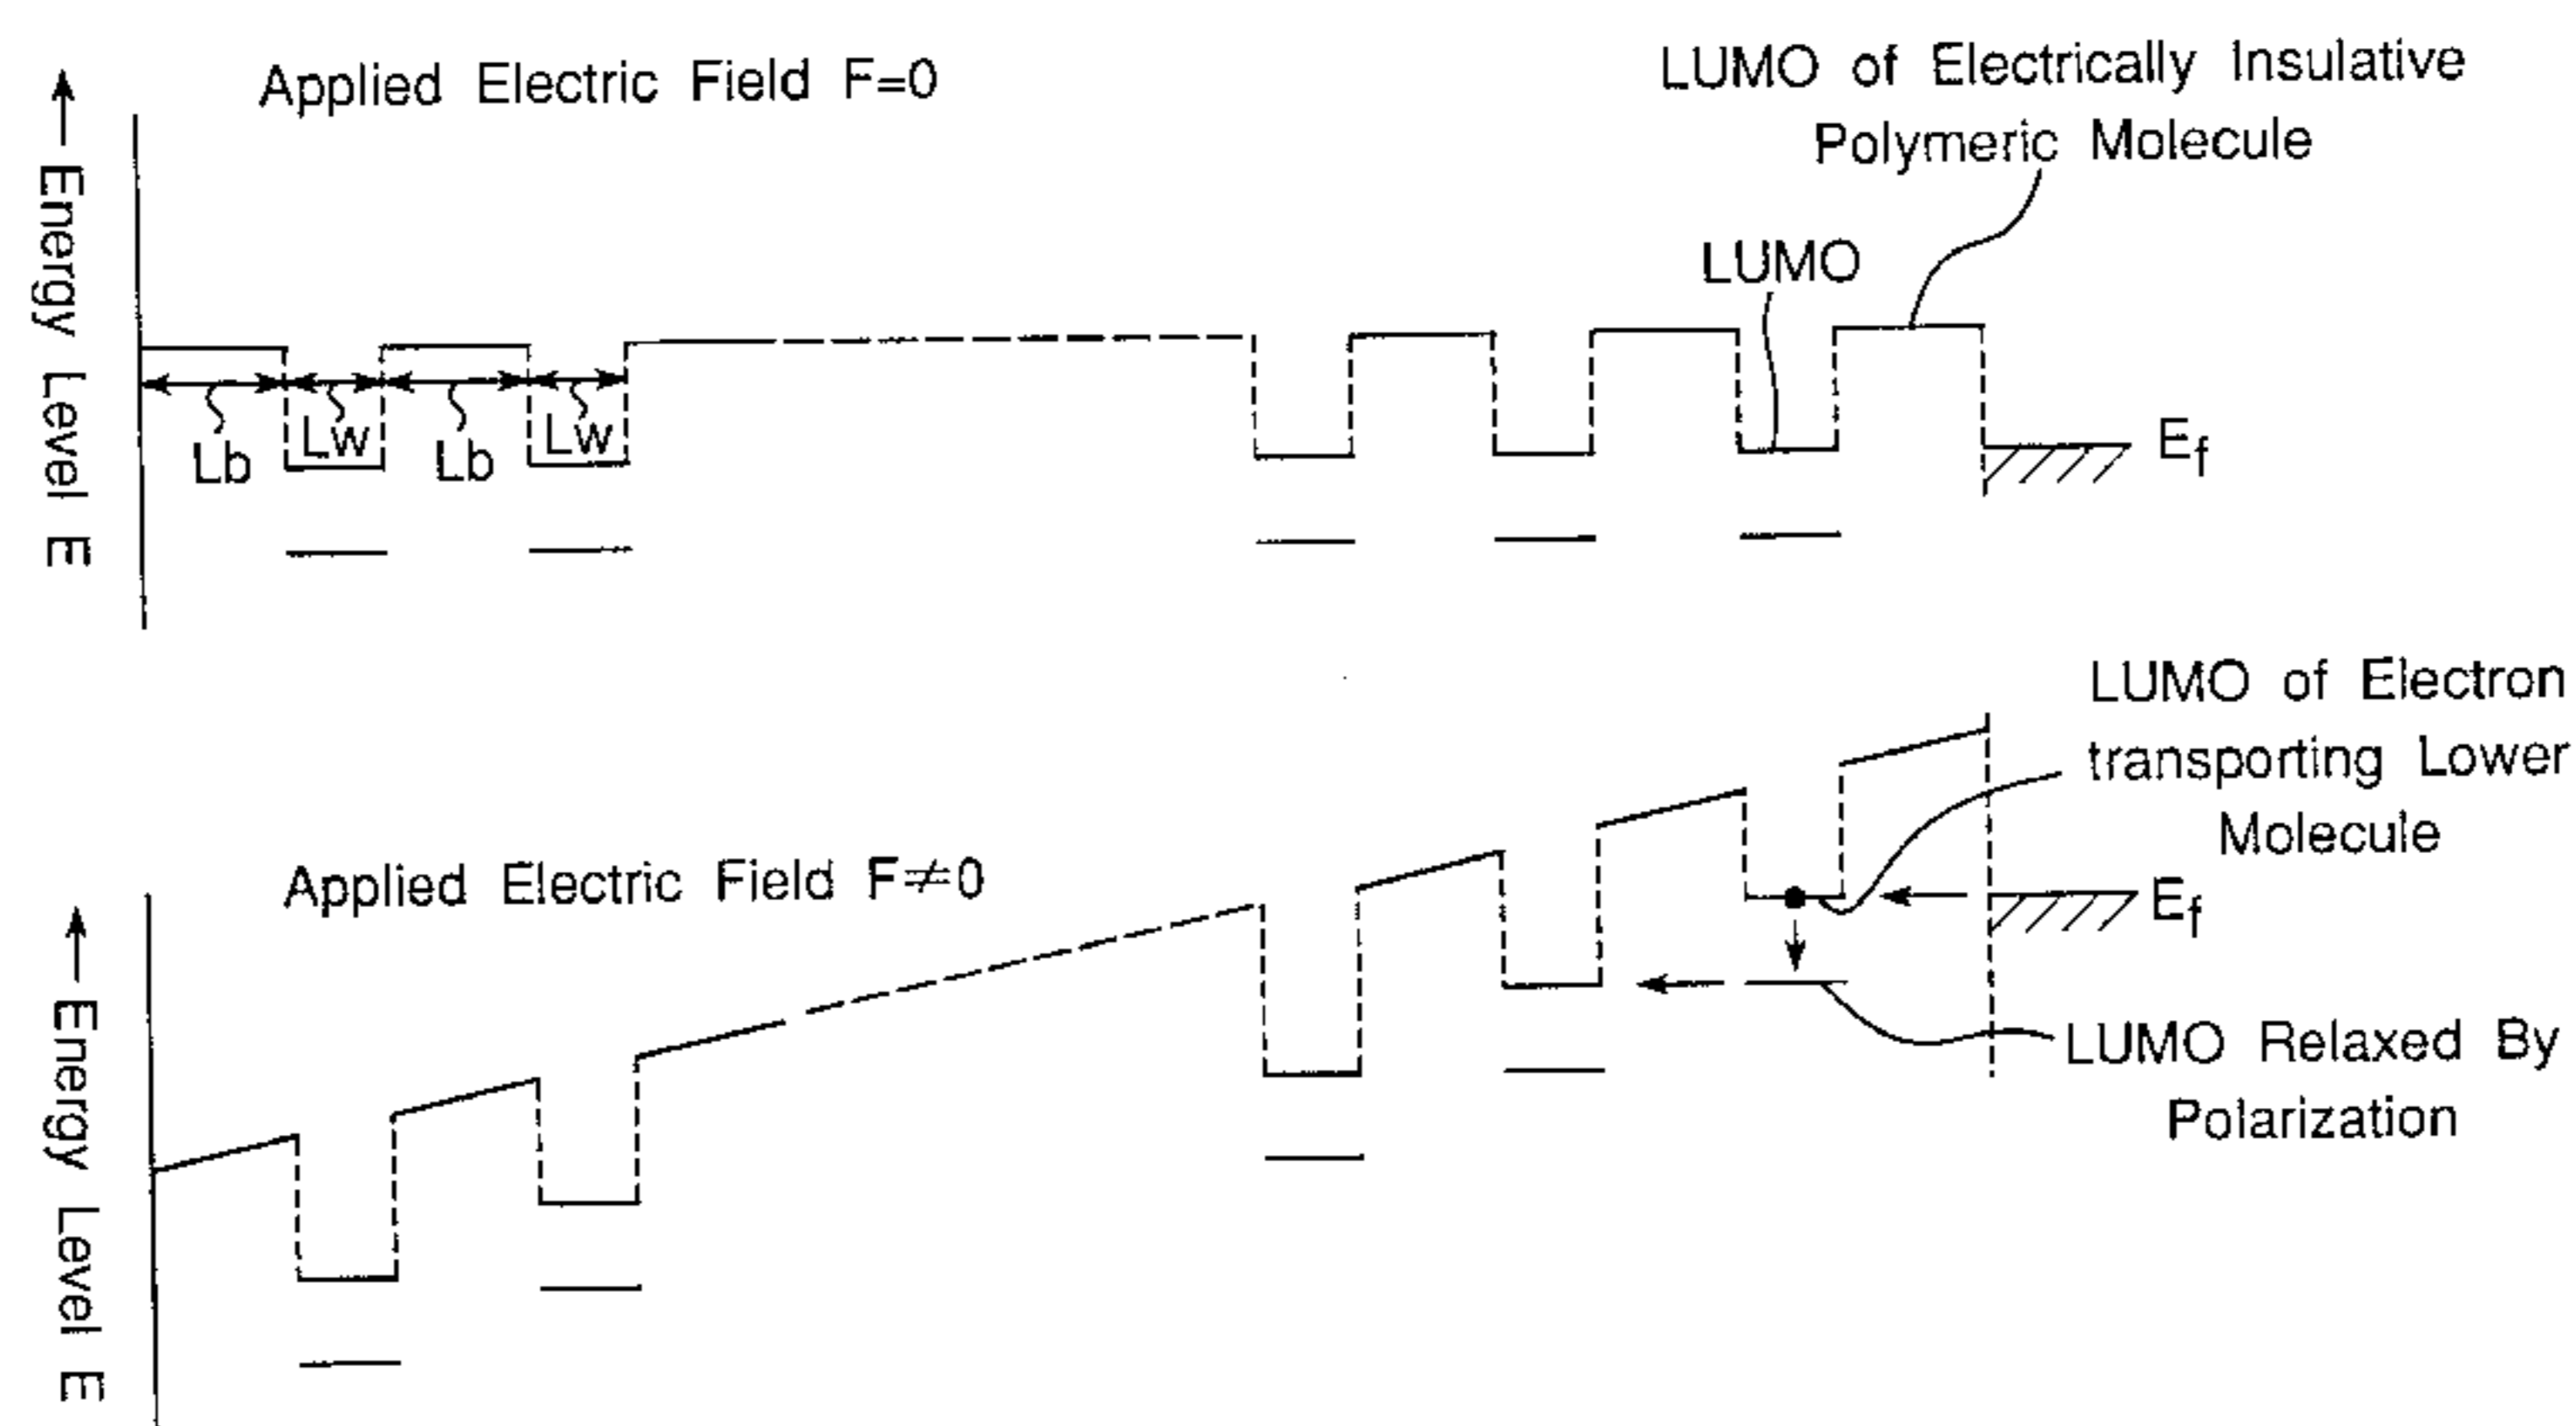 Applied Electric Field F=0
LUMO of Electrically Insulative
Polymeric Molecule
LUMO
← Energy Level E
Lb
Lw
Lb
Lw
Ef
Applied Electric Field F≠0
LUMO of Electron
transporting Lower
Molecule
← Energy Level E
Ef
LUMO Relaxed By
Polarization